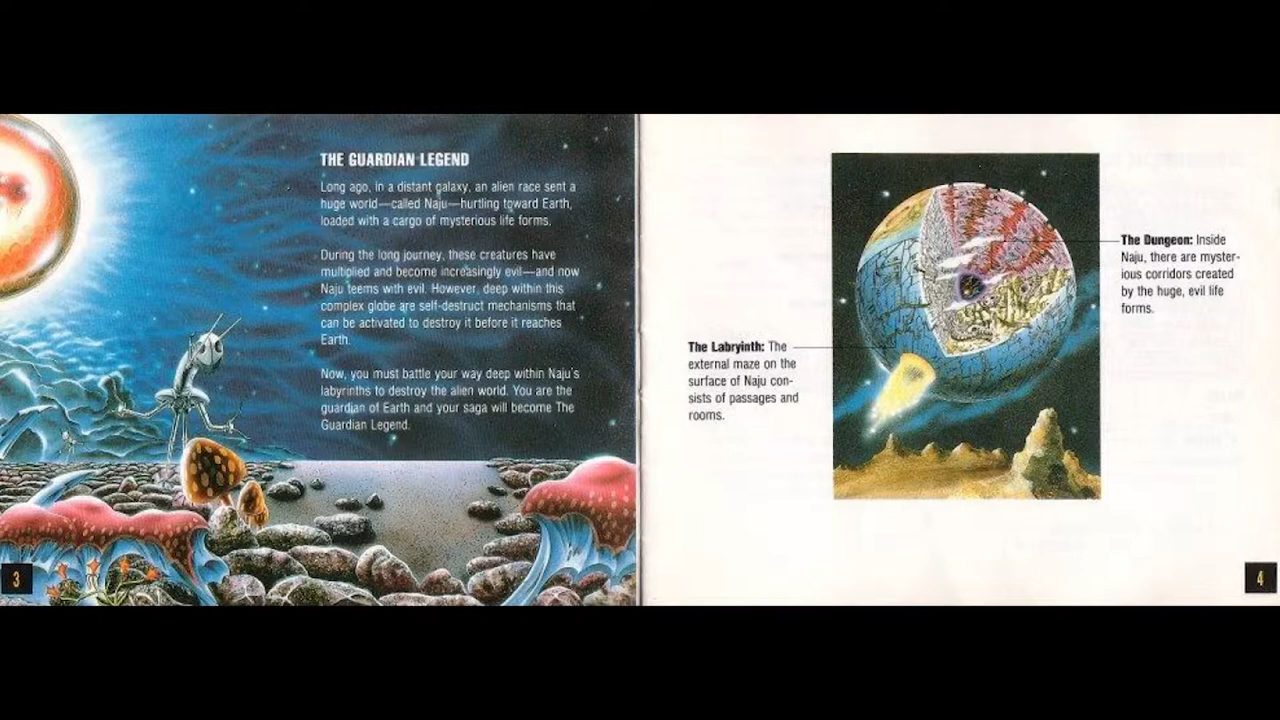 THE GUARDIAN LEGEND
Long ago, in a distant galaxy, an alien race sent a
huge world—called Naju—hurtling toward Earth,
loaded with a cargo of mysterious life forms.
During the long journey, these creatures have
multiplied and become increasingly evil—and now
Naju teems with evil. However, deep within this
complex globe are self-destruct mechanisms that
can be activated to destroy it before it reaches
Earth.
Now, you must battle your way deep within Naju's
labyrinths to destroy the alien world. You are the
guardian of Earth and your saga will become The
Guardian Legend.
3
The Labryinth: The
external maze on the
surface of Naju con-
sists of passages and
rooms.
The Dungeon: Inside
Naju, there are myster-
ious corridors created
by the huge, evil life
forms.
4